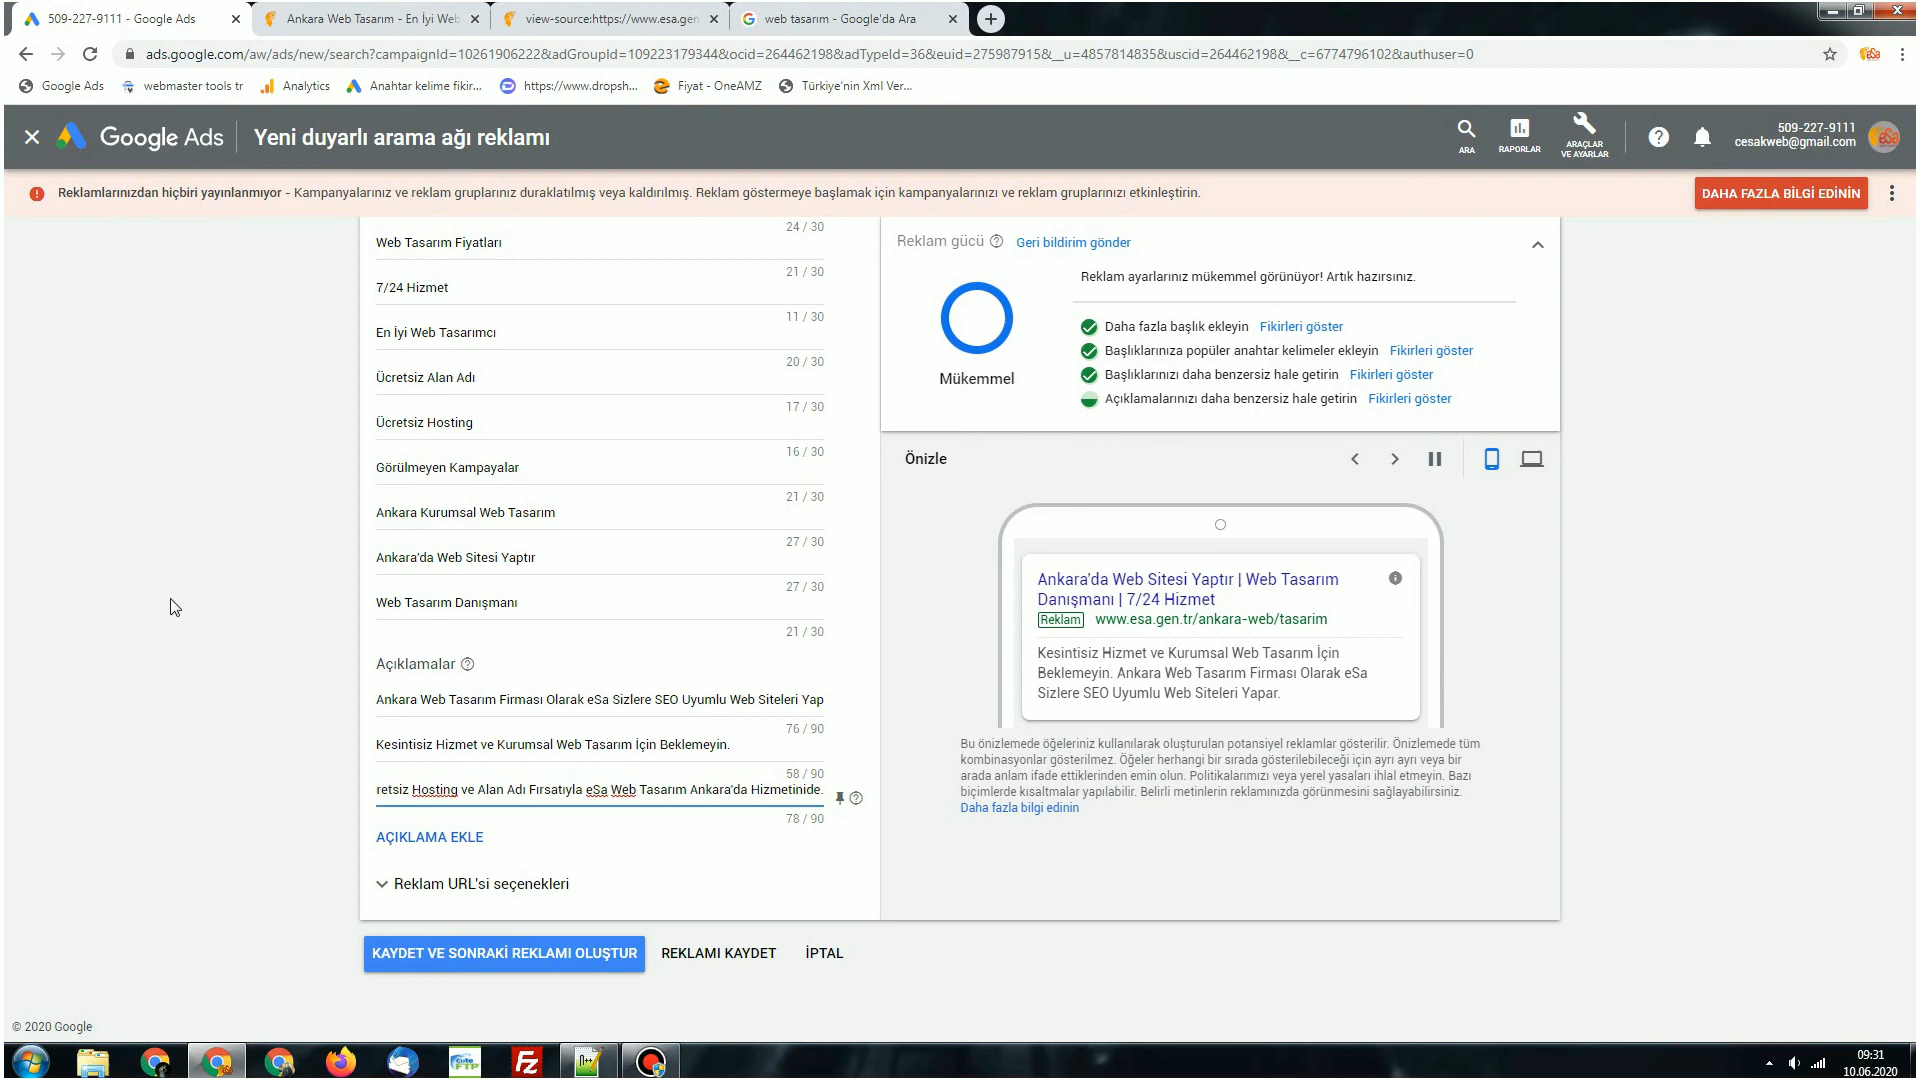 509-227-9111 - Google Ads
Ankara Web Tasarım - En İyi Web
view-source:https://www.esa.gen
web tasarım - Google'da Ara
ads.google.com/aw/ads/new/search?campaignId=10261906222&adGroupId=109223179344&ocid=264462198&adTypeId=36&euid=275987915&__u=4857814835&uscid=264462198&__c=6774796102&authuser=0
Google Ads
webmaster tools tr
Analytics
Anahtar kelime fikir...
https://www.dropsh...
Fiyat - OneAMZ
Türkiye'nin Xml Ver...
Google Ads
Yeni duyarlı arama ağı reklamı
ARA
RAPORLAR
ARAÇLAR
VE AYARLAR
509-227-9111
cesakweb@gmail.com
Reklamlarınızdan hiçbiri yayınlanmıyor - Kampanyalarınız ve reklam gruplarınız duraklatılmış veya kaldırılmış. Reklam göstermeye başlamak için kampanyalarınızı ve reklam gruplarınızı etkinleştirin.
DAHA FAZLA BİLGİ EDİNİN
24 / 30
Web Tasarım Fiyatları
21 / 30
7/24 Hizmet
11 / 30
En İyi Web Tasarımcı
20 / 30
Ücretsiz Alan Adı
17 / 30
Ücretsiz Hosting
16 / 30
Görülmeyen Kampayalar
21 / 30
Ankara Kurumsal Web Tasarım
27 / 30
Ankara'da Web Sitesi Yaptır
27 / 30
Web Tasarım Danışmanı
21 / 30
Açıklamalar
Ankara Web Tasarım Firması Olarak eSa Sizlere SEO Uyumlu Web Siteleri Yap
76 / 90
Kesintisiz Hizmet ve Kurumsal Web Tasarım İçin Beklemeyin.
58 / 90
retsiz Hosting ve Alan Adı Fırsatıyla eSa Web Tasarım Ankara'da Hizmetinide.
78 / 90
AÇIKLAMA EKLE
Reklam URL'si seçenekleri
KAYDET VE SONRAKİ REKLAMI OLUŞTUR
REKLAMI KAYDET
İPTAL
Reklam gücü
Geri bildirim gönder
Reklam ayarlarınız mükemmel görünüyor! Artık hazırsınız.
Mükemmel
Daha fazla başlık ekleyin Fikirleri göster
Başlıklarınıza popüler anahtar kelimeler ekleyin Fikirleri göster
Başlıklarınızı daha benzersiz hale getirin Fikirleri göster
Açıklamalarınızı daha benzersiz hale getirin Fikirleri göster
Önizle
Ankara'da Web Sitesi Yaptır | Web Tasarım
Danışmanı | 7/24 Hizmet
Reklam www.esa.gen.tr/ankara-web/tasarim
Kesintisiz Hizmet ve Kurumsal Web Tasarım İçin
Beklemeyin. Ankara Web Tasarım Firması Olarak eSa
Sizlere SEO Uyumlu Web Siteleri Yapar.
Bu önizlemede öğeleriniz kullanılarak oluşturulan potansiyel reklamlar gösterilir. Önizlemede tüm
kombinasyonlar gösterilmez. Öğeler herhangi bir sırada gösterilebileceği için ayrı ayrı veya bir
arada anlam ifade ettiklerinden emin olun. Politikalarımızı veya yerel yasaları ihlal etmeyin. Bazı
biçimlerde kısaltmalar yapılabilir. Belirli metinlerin reklamınızda görünmesini sağlayabilirsiniz.
Daha fazla bilgi edinin
© 2020 Google
09:31
10.06.2020